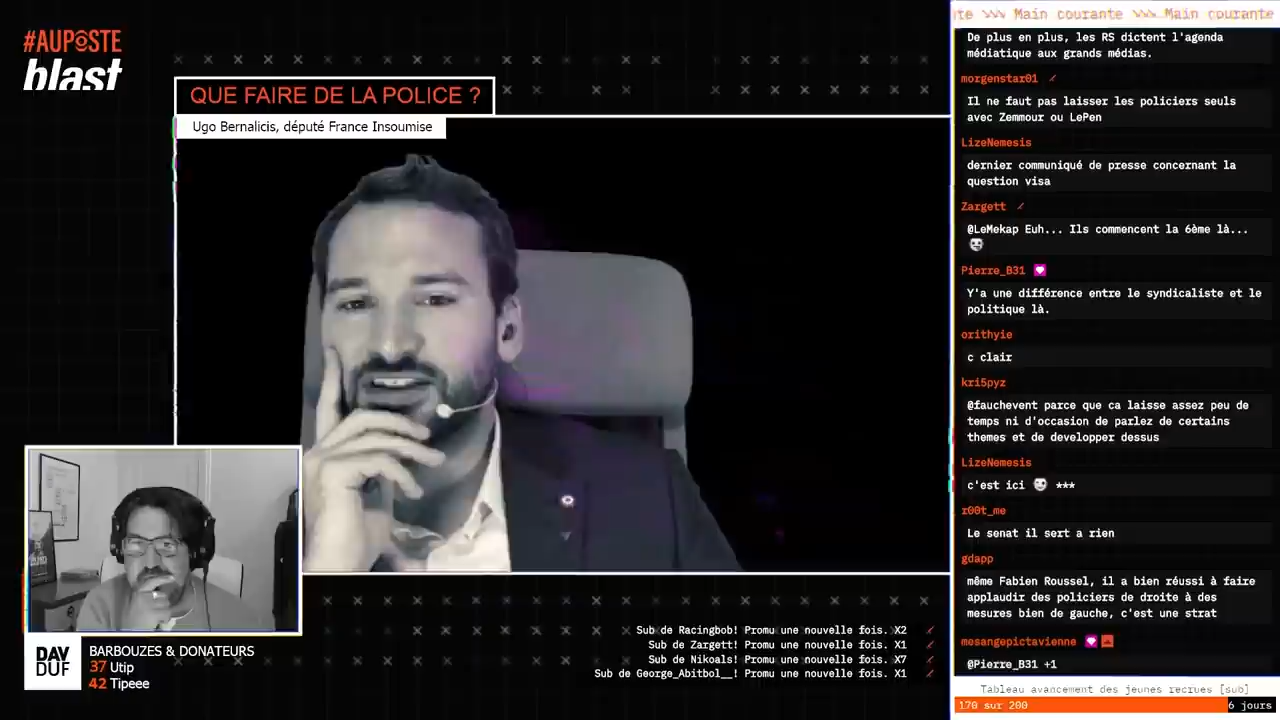 #AUPOSTE
blast
QUE FAIRE DE LA POLICE ?
Ugo Bernalicis, député France Insoumise
DAV
DUF
BARBOUZES & DONATEURS
37 Utip
42 Tipeee
Sub de Racingbob! Promu une nouvelle fois. X2
Sub de Zargett! Promu une nouvelle fois. X1
Sub de Nikoals! Promu une nouvelle fois. X7
Sub de George_Abitbol__! Promu une nouvelle fois. X1
Main courante Main courante
De plus en plus, les RS dictent l'agenda
médiatique aux grands médias.
morgenstar01
Il ne faut pas laisser les policiers seuls
avec Zemmour ou LePen
LizeNemesis
dernier communiqué de presse concernant la
question visa
Zargett
@LeMekap Euh... Ils commencent la 6ème là...
Pierre_B31
Y'a une différence entre le syndicaliste et le
politique là.
orithyie
c clair
kri5pyz
@fauchevent parce que ca laisse assez peu de
temps ni d'occasion de parlez de certains
themes et de developper dessus
LizeNemesis
c'est ici ***
r00t_me
Le senat il sert a rien
gdapp
même Fabien Roussel, il a bien réussi à faire
applaudir des policiers de droite à des
mesures bien de gauche, c'est une strat
mesangepictavienne
@Pierre_B31 +1
Tableau avancement des jeunes recrues [sub]
170 sur 200
6 jours